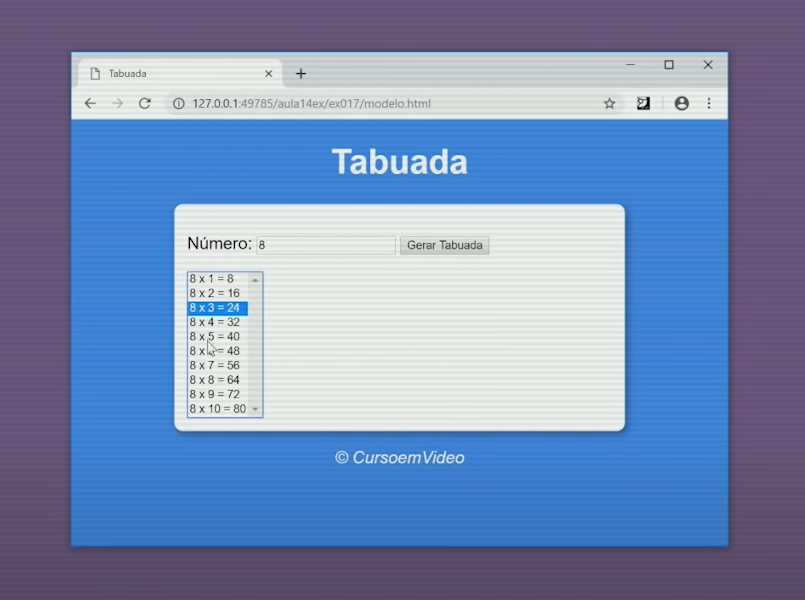 Tabuada
127.0.0.1:49785/aula14ex/ex017/modelo.html
Tabuada
Número: 8 Gerar Tabuada
8 x 1 = 8
8 x 2 = 16
8 x 3 = 24
8 x 4 = 32
8 x 5 = 40
8 x = 48
8 x 7 = 56
8 x 8 = 64
8 x 9 = 72
8 x 10 = 80
© CursoemVideo